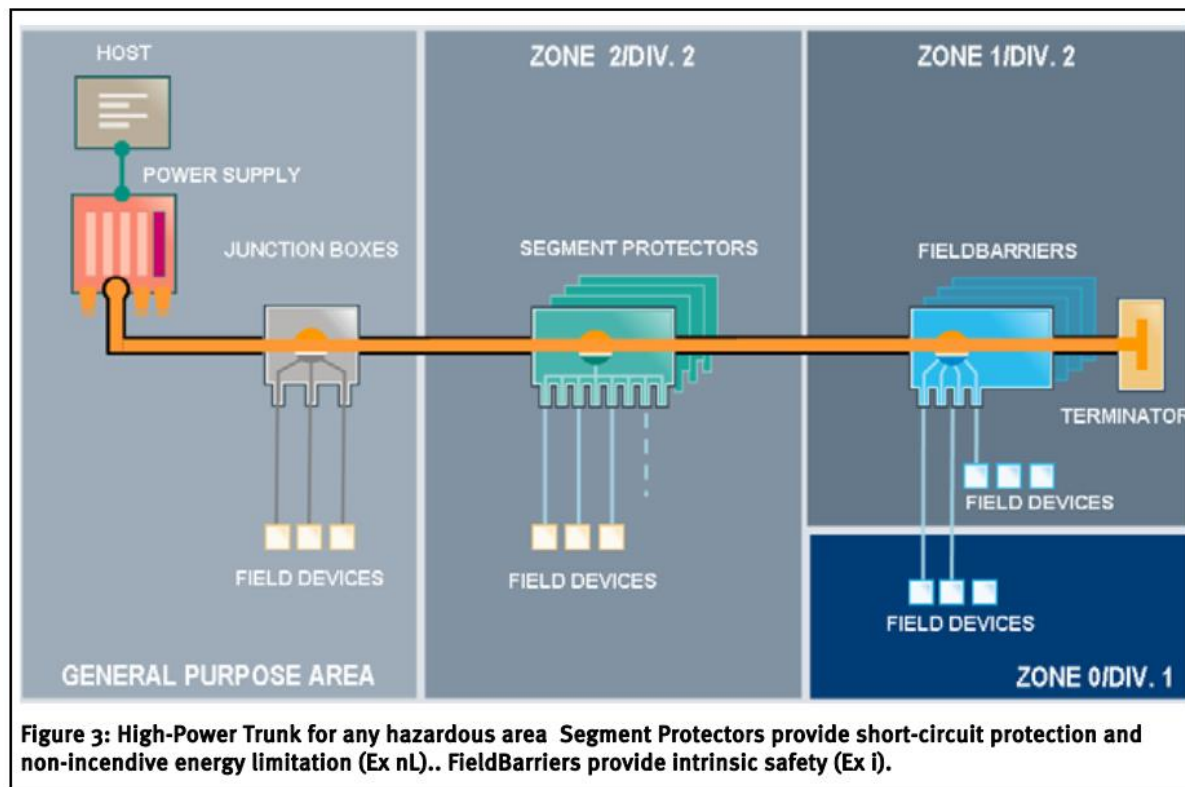 HOST
ZONE 2/DIV. 2
ZONE 1/DIV. 2
POWER SUPPLY
JUNCTION BOXES
SEGMENT PROTECTORS
FIELDBARRIERS
TERMINATOR
FIELD DEVICES
FIELD DEVICES
FIELD DEVICES
FIELD DEVICES
GENERAL PURPOSE AREA
ZONE 0/DIV. 1
Figure 3: High-Power Trunk for any hazardous area  Segment Protectors provide short-circuit protection and
non-incendive energy limitation (Ex nL).. FieldBarriers provide intrinsic safety (Ex i).